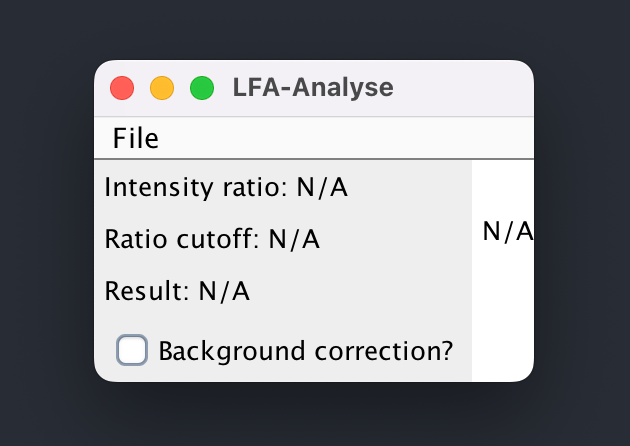 LFA-Analyse
File
Intensity ratio: N/A
Ratio cutoff: N/A
Result: N/A
Background correction?
N/A